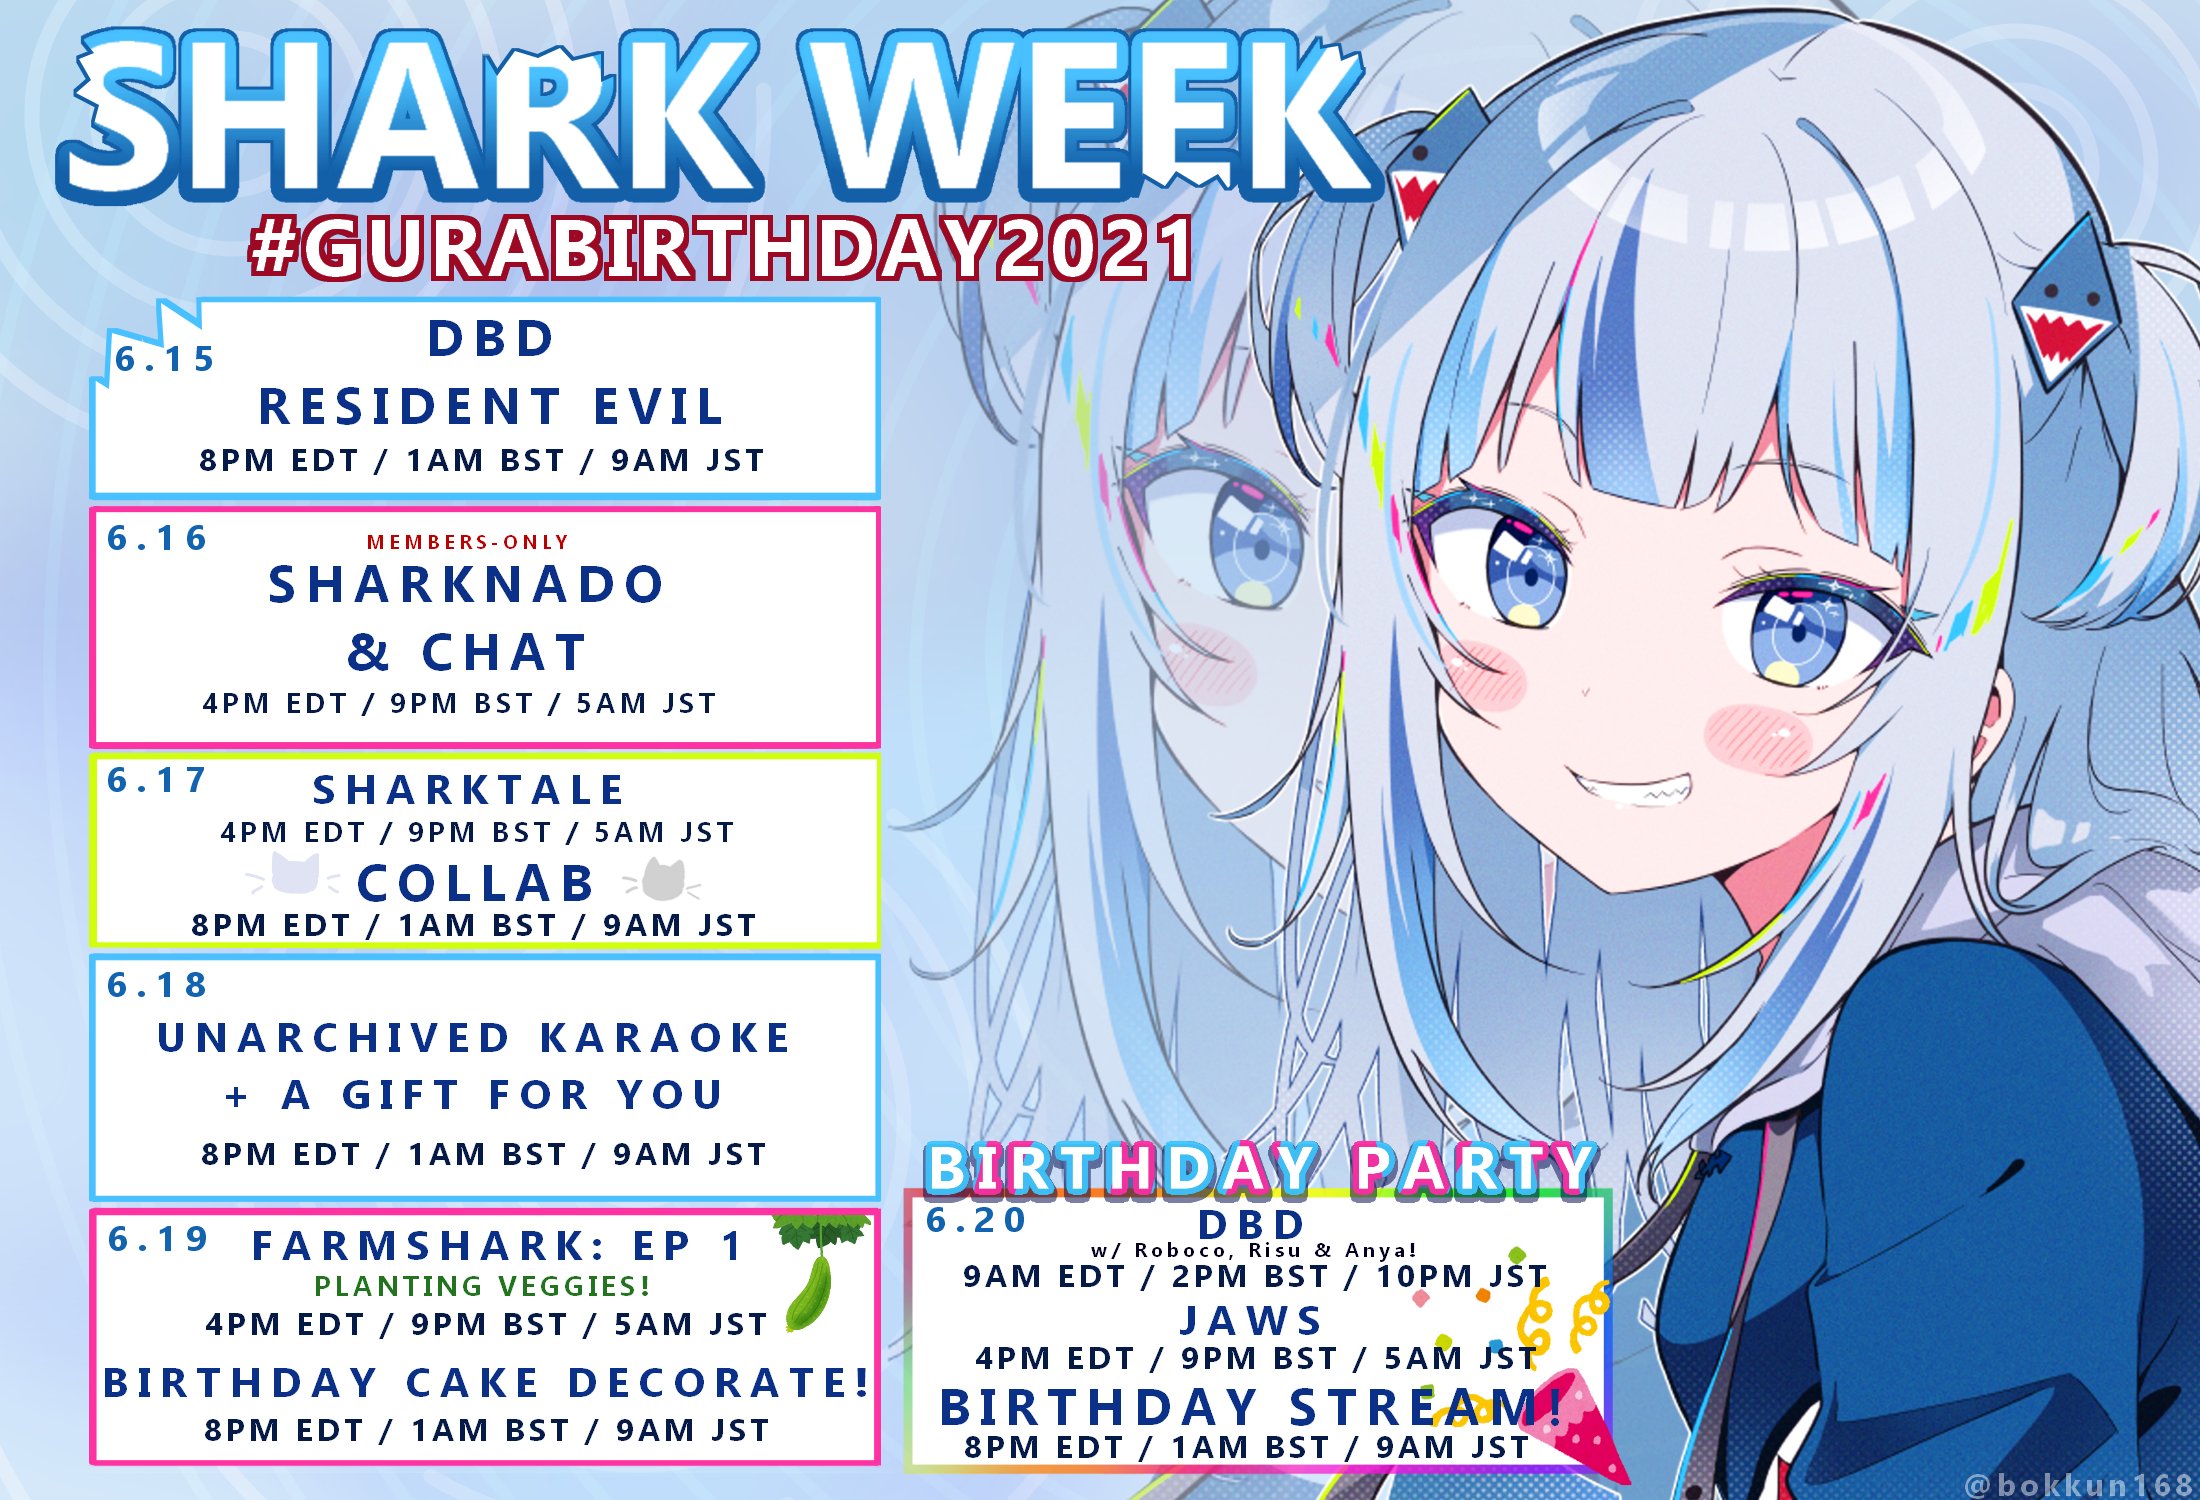 SHARK WEEK
#GURABIRTHDAY2021
6.15
DBD
RESIDENT EVIL
8PM EDT / 1AM BST / 9AM JST
6.16
MEMBERS-ONLY
SHARKNADO
& CHAT
4PM EDT / 9PM BST / 5AM JST
6.17
SHARKTALE
4PM EDT / 9PM BST / 5AM JST
COLLAB
8PM EDT / 1AM BST / 9AM JST
6.18
UNARCHIVED KARAOKE
+ A GIFT FOR YOU
8PM EDT / 1AM BST / 9AM JST
6.19
FARMSHARK: EP 1
PLANTING VEGGIES!
4PM EDT / 9PM BST / 5AM JST
BIRTHDAY CAKE DECORATE!
8PM EDT / 1AM BST / 9AM JST
BIRTHDAY PARTY
6.20
DBD
w/ Roboco, Risu & Anya!
9AM EDT / 2PM BST / 10PM JST
JAWS
4PM EDT / 9PM BST / 5AM JST
BIRTHDAY STREAM!
8PM EDT / 1AM BST / 9AM JST
@bokkun168